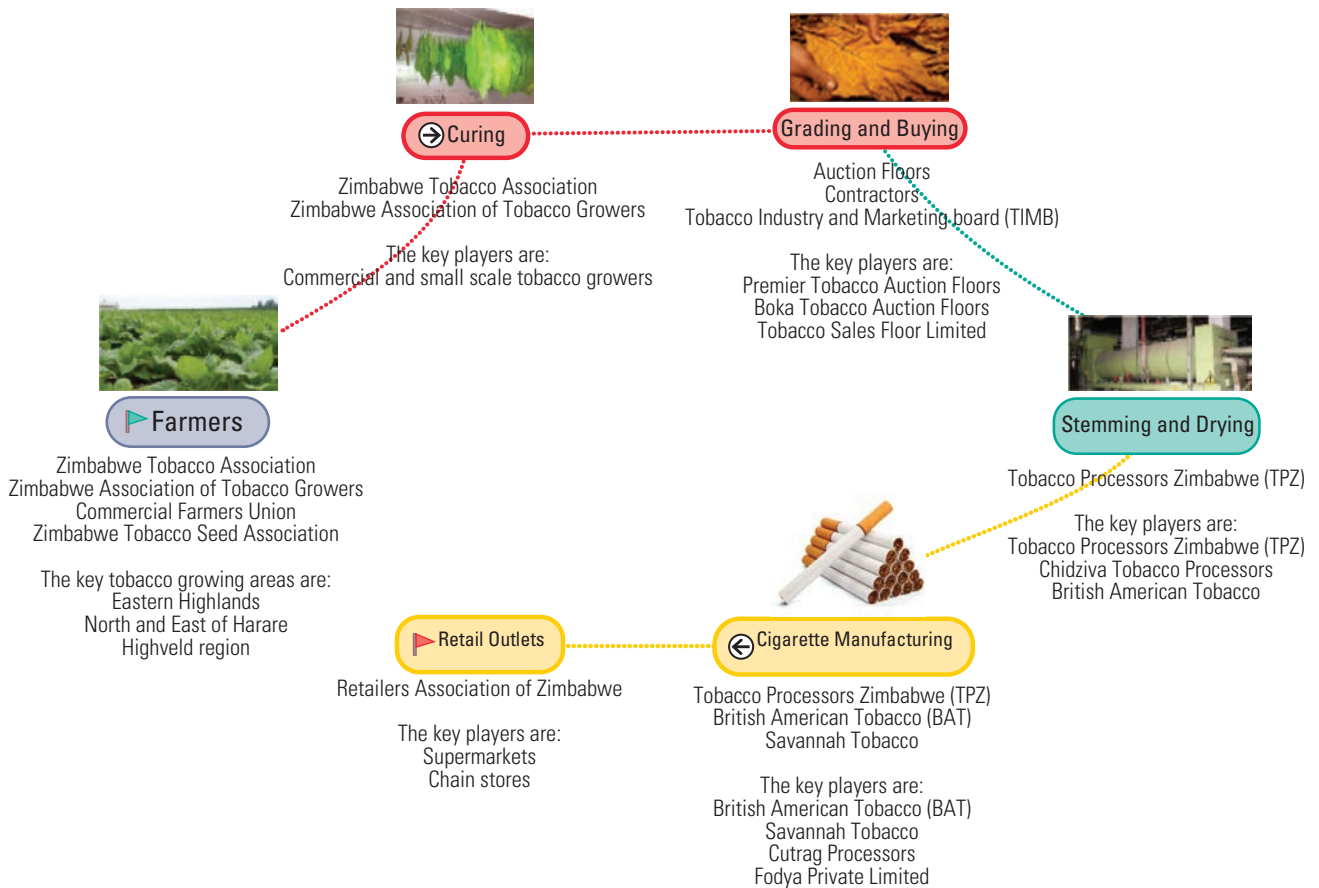 Curing
Zimbabwe Tobacco Association
Zimbabwe Association of Tobacco Growers
The key players are:
Commercial and small scale tobacco growers
Grading and Buying
Auction Floors
Contractors
Tobacco Industry and Marketing board (TIMB)
The key players are:
Premier Tobacco Auction Floors
Boka Tobacco Auction Floors
Tobacco Sales Floor Limited
Farmers
Zimbabwe Tobacco Association
Zimbabwe Association of Tobacco Growers
Commercial Farmers Union
Zimbabwe Tobacco Seed Association
The key tobacco growing areas are:
Eastern Highlands
North and East of Harare
Highveld region
Stemming and Drying
Tobacco Processors Zimbabwe (TPZ)
The key players are:
Tobacco Processors Zimbabwe (TPZ)
Chidziva Tobacco Processors
British American Tobacco
Retail Outlets
Retailers Association of Zimbabwe
The key players are:
Supermarkets
Chain stores
Cigarette Manufacturing
Tobacco Processors Zimbabwe (TPZ)
British American Tobacco (BAT)
Savannah Tobacco
The key players are:
British American Tobacco (BAT)
Savannah Tobacco
Cutrag Processors
Fodya Private Limited